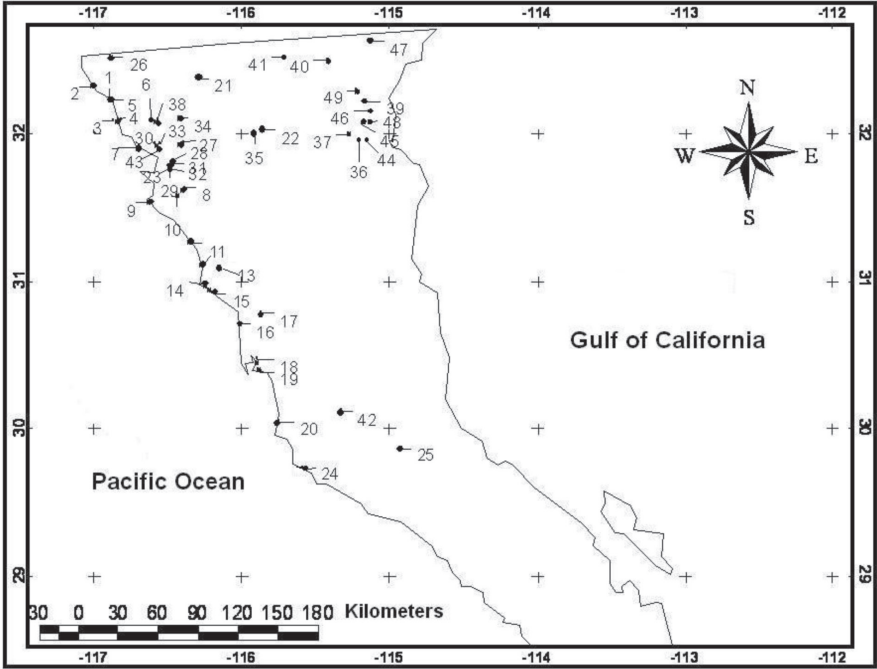 -117 -116 -115 -114 -113 -112
47
26 41 40
1 6 21
2 5 38 49
3 4 34 39
30 33 46 48
32 22 32
7 27 35 37 45
43 28 36 44
23 31
32
29 8
9
10
11
13
31 14 15 31
17
16
Gulf of California
18
19
42
30 20 30
25
24
Pacific Ocean
29 29
30 0 30 60 90 120 150 180 Kilometers
-117 -116 -115 -114 -113 -112
N
W E
S